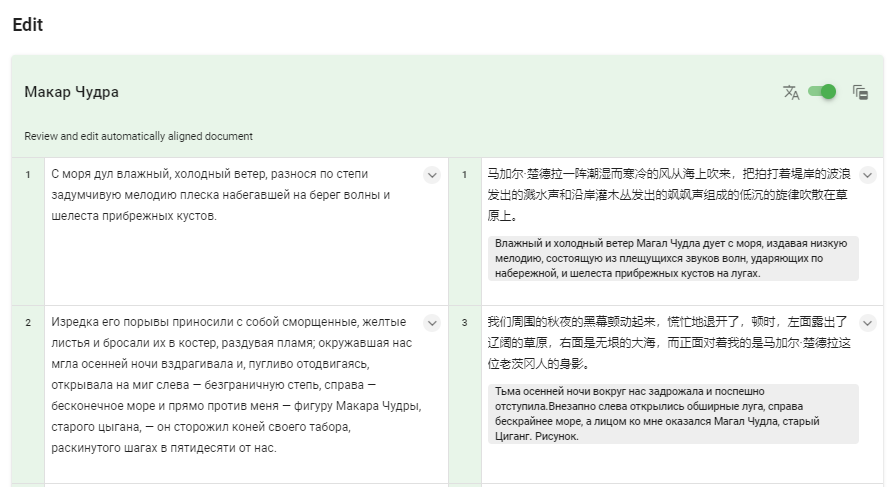 Edit
Макар Чудра
Review and edit automatically aligned document
1
С моря дул влажный, холодный ветер, разнося по степи
задумчивую мелодию плеска набегавшей на берег волны и
шелеста прибрежных кустов.
1
马加尔·楚德拉一阵潮湿而寒冷的风从海上吹来，把拍打着堤岸的波浪
发出的溅水声和沿岸灌木丛发出的飒飒声组成的低沉的旋律吹散在草
原上。
Влажный и холодный ветер Магал Чудла дует с моря, издавая низкую
мелодию, состоящую из плещущихся звуков волн, ударяющих по
набережной, и шелеста прибрежных кустов на лугах.
2
Изредка его порывы приносили с собой сморщенные, желтые
листья и бросали их в костер, раздувая пламя; окружавшая нас
мгла осенней ночи вздрагивала и, пугливо отодвигаясь,
открывала на миг слева — безграничную степь, справа —
бесконечное море и прямо против меня — фигуру Макара Чудры,
старого цыгана, — он сторожил коней своего табора,
раскинутого шагах в пятидесяти от нас.
3
我们周围的秋夜的黑幕颤动起来，慌忙地退开了，顿时，左面露出了
辽阔的草原，右面是无垠的大海，而正面对着我的是马加尔·楚德拉这
位老茨冈人的身影。
Тьма осенней ночи вокруг нас задрожала и поспешно
отступила.Внезапно слева открылись обширные луга, справа
бескрайнее море, а лицом ко мне оказался Магал Чудла, старый
Циганг. Рисунок.